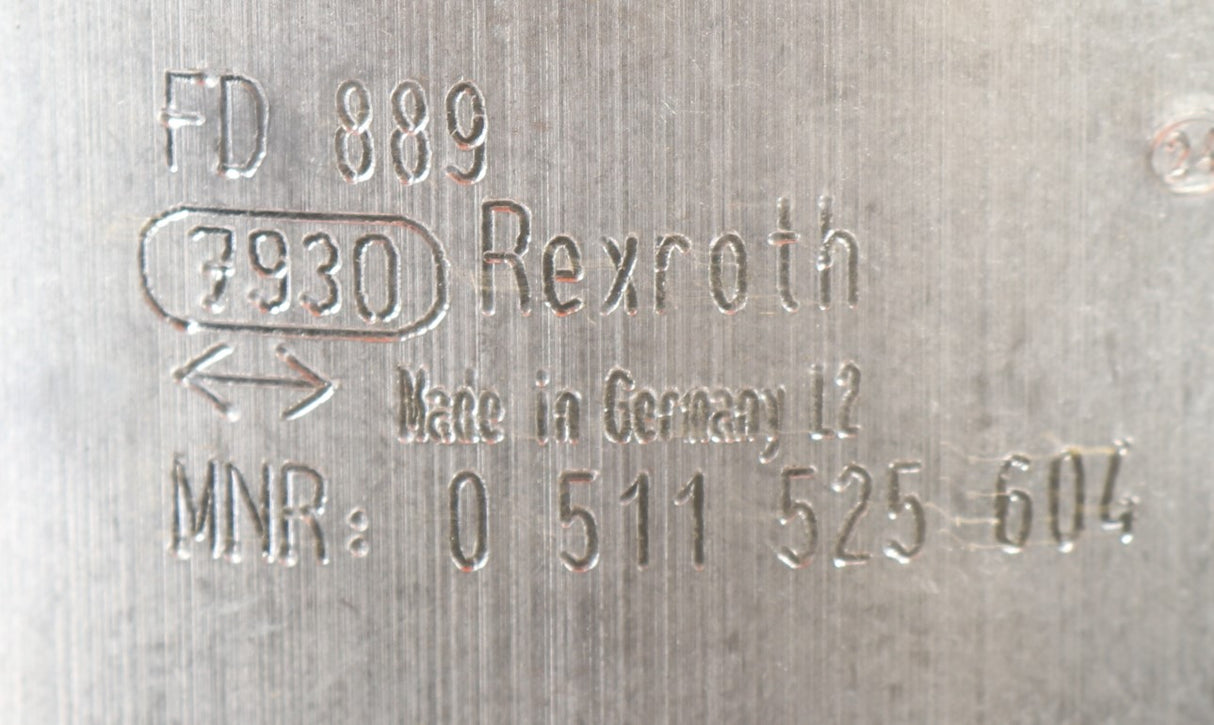 FD 889
7930 Rexroth
Made in Germany L2
MNR: 0 511 525 604